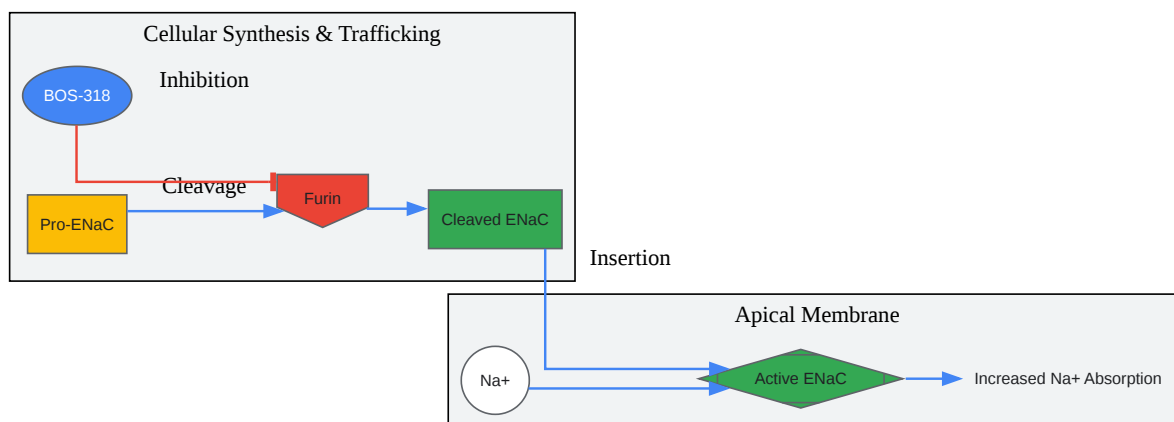 Cellular Synthesis & Trafficking
Inhibition
BOS-318
Cleavage
Furin
Pro-ENaC
Cleaved ENaC
Insertion
Apical Membrane
Na+
Active ENaC
Increased Na+ Absorption